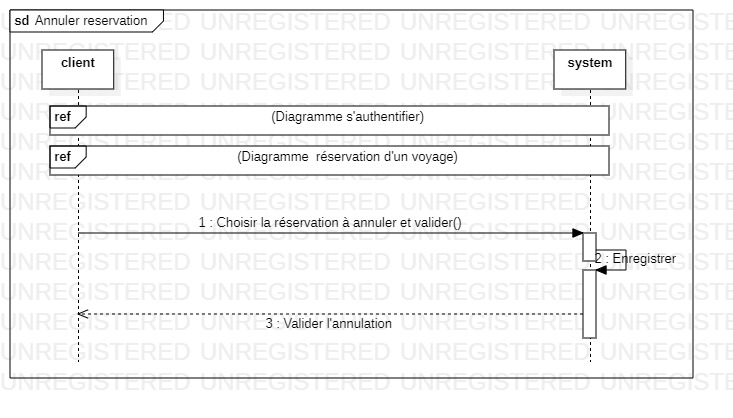 sd Annuler reservation
client
system
ref
(Diagramme s'authentifier)
ref
(Diagramme réservation d'un voyage)
1 : Choisir la réservation à annuler et valider()
2 : Enregistrer
3 : Valider l'annulation
UNREGISTERED UNREGISTERED UNREGISTERED UNREGISTERED